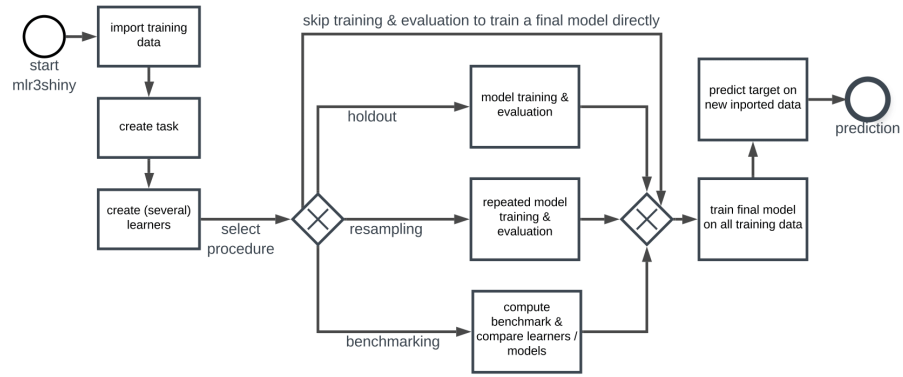 skip training & evaluation to train a final model directly
start
mlr3shiny
import training
data
create task
create (several)
learners
select
procedure
holdout
model training &
evaluation
resampling
repeated model
training &
evaluation
benchmarking
compute
benchmark &
compare learners /
models
train final model
on all training data
predict target on
new inported data
prediction